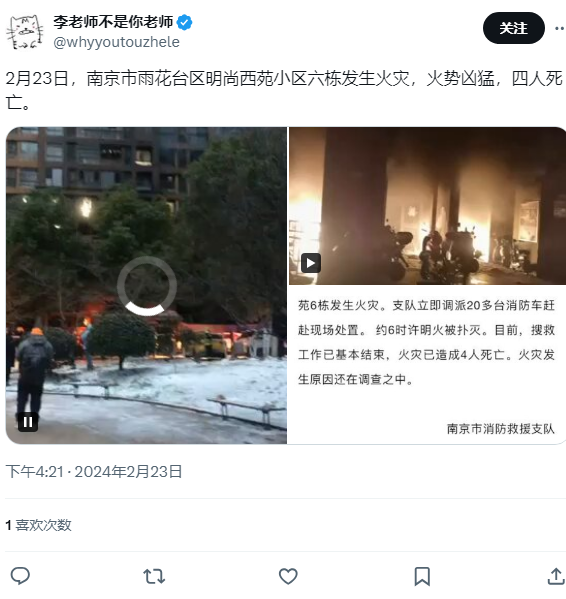 李老师不是你老师
@whyyoutouzhele
关注
2月23日，南京市雨花台区明尚西苑小区六栋发生火灾，火势凶猛，四人死
亡。
苑6栋发生火灾。支队立即调派20多台消防车赶
赴现场处置。 约6时许明火被扑灭。目前，搜救
工作已基本结束，火灾已造成4人死亡。火灾发
生原因还在调查之中。
南京市消防救援支队
下午4:21 · 2024年2月23日
1 喜欢次数